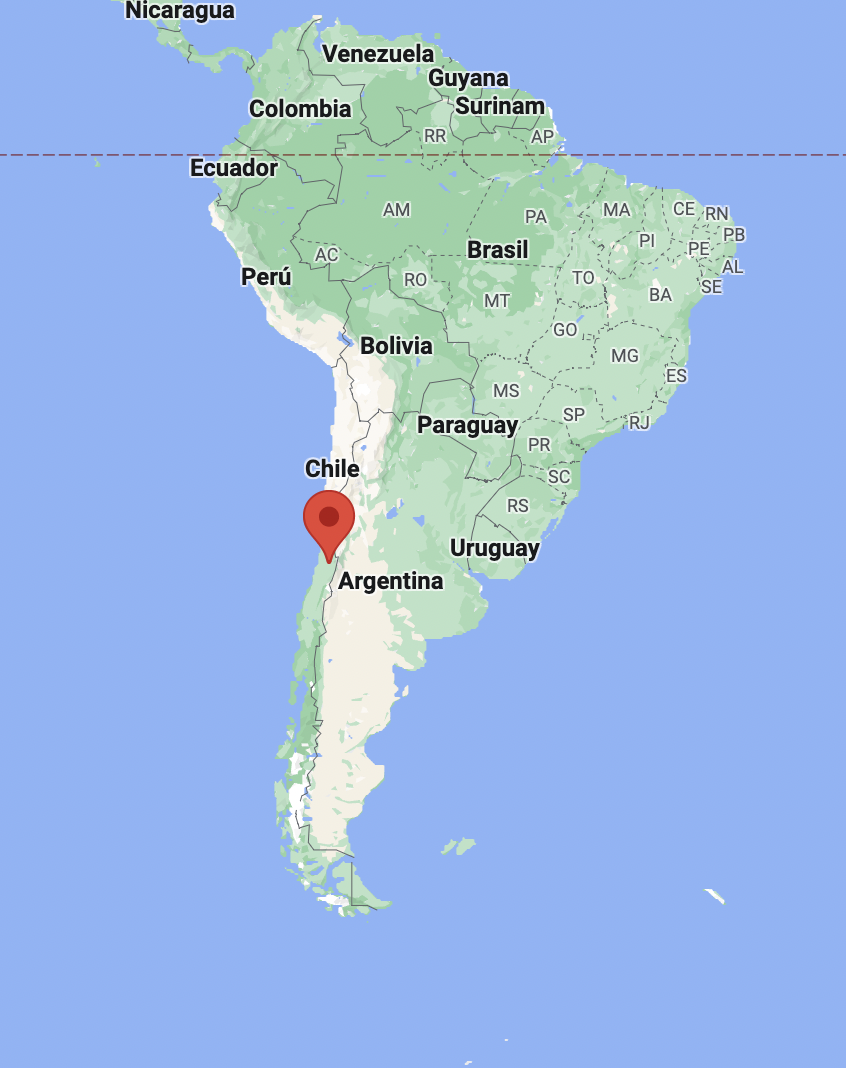 Nicaragua
Venezuela
Guyana
Colombia
Surinam
RR
AP
Ecuador
AM
PA
MA
CE
RN
PB
PI
PE
AL
Brasil
AC
Perú
RO
TO
SE
MT
BA
GO
Bolivia
MG
ES
MS
SP
RJ
Paraguay
PR
Chile
SC
RS
Uruguay
Argentina